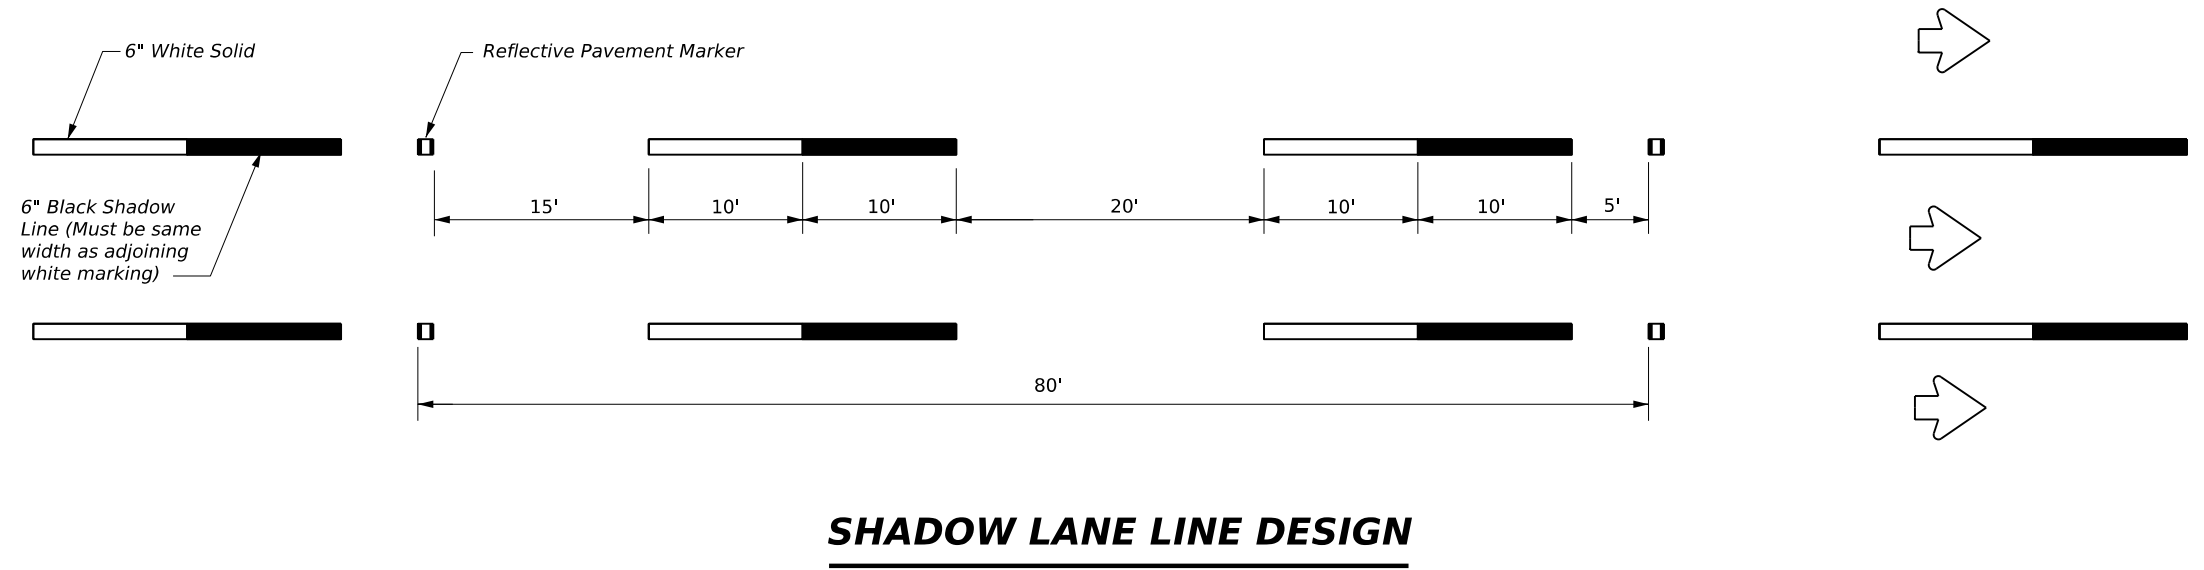 6" White Solid
Reflective Pavement Marker
6" Black Shadow
Line (Must be same
width as adjoining
white marking)
15'
10'
10'
20'
10'
10'
5'
80'
SHADOW LANE LINE DESIGN